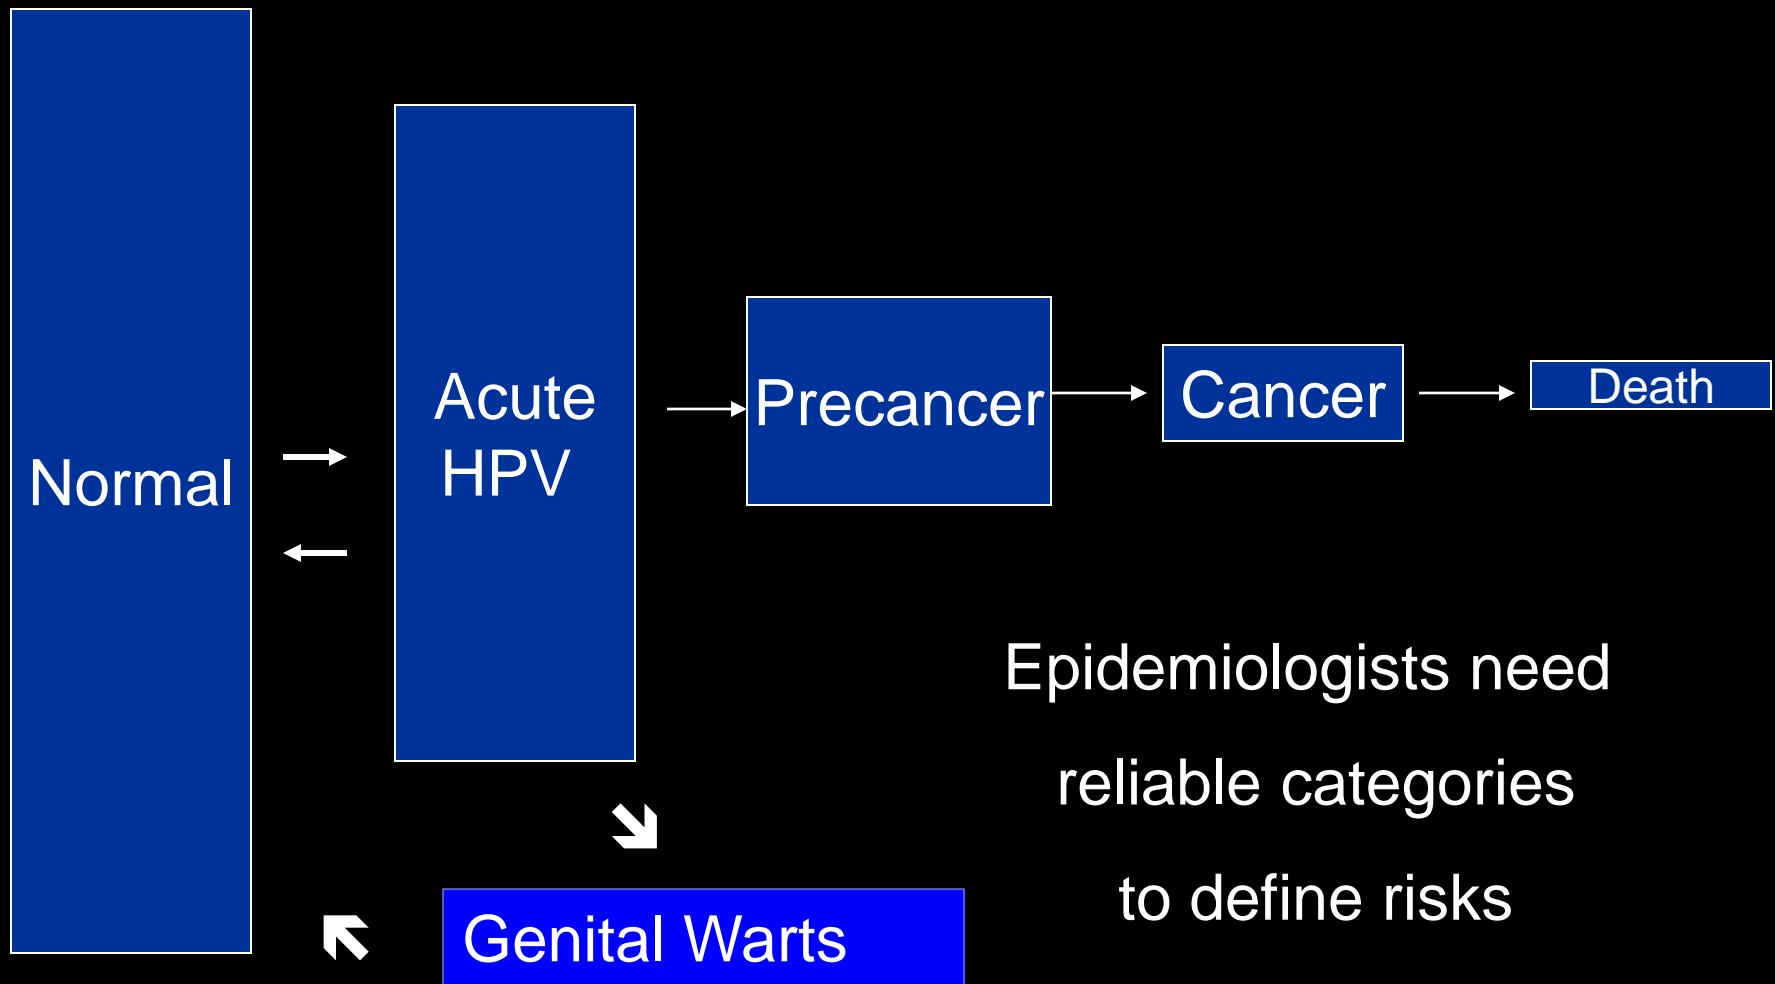 Normal
Acute
HPV
Precancer
Cancer
Death
Genital Warts
Epidemiologists need
reliable categories
to define risks